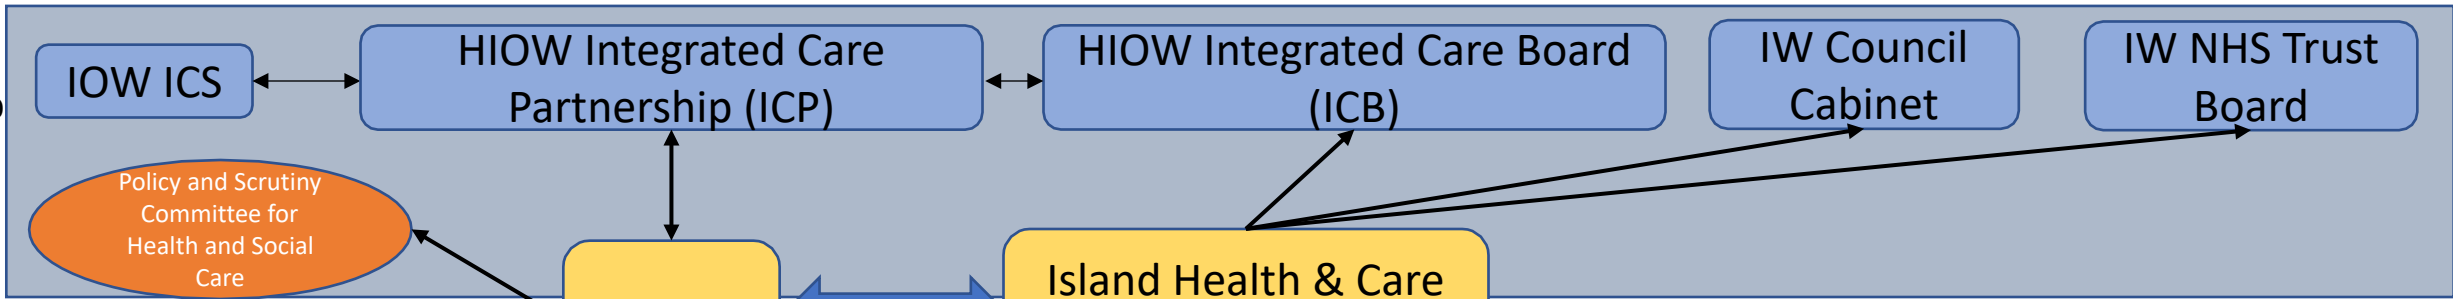 IOW ICS
HIOW Integrated Care
Partnership (ICP)
HIOW Integrated Care Board
(ICB)
IW Council
Cabinet
IW NHS Trust
Board
Policy and Scrutiny
Committee for
Health and Social
Care
Island Health & Care